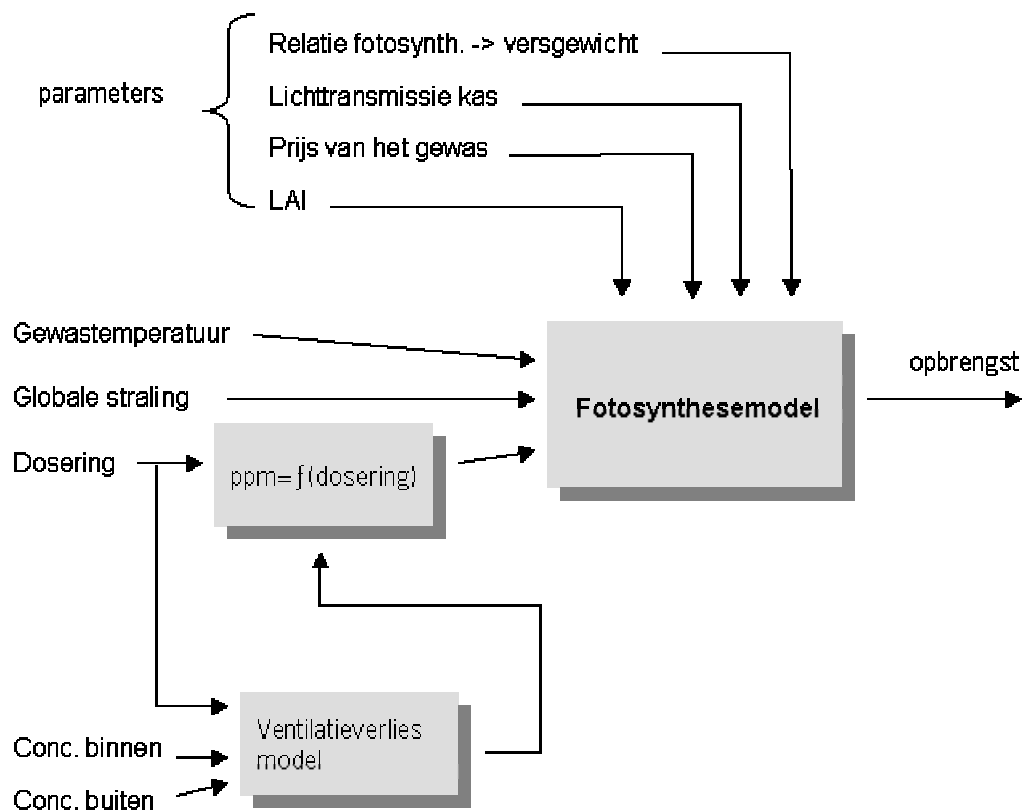 Relatie fotosynth. -> versgewicht
parameters
Lichttransmissie kas
Prijs van het gewas
LAI
Gewastemperatuur
Globale straling
Dosering
ppm=ƒ(dosering)
Fotosynthesemodel
opbrengst
Ventilatieverlies
model
Conc. binnen
Conc. buiten